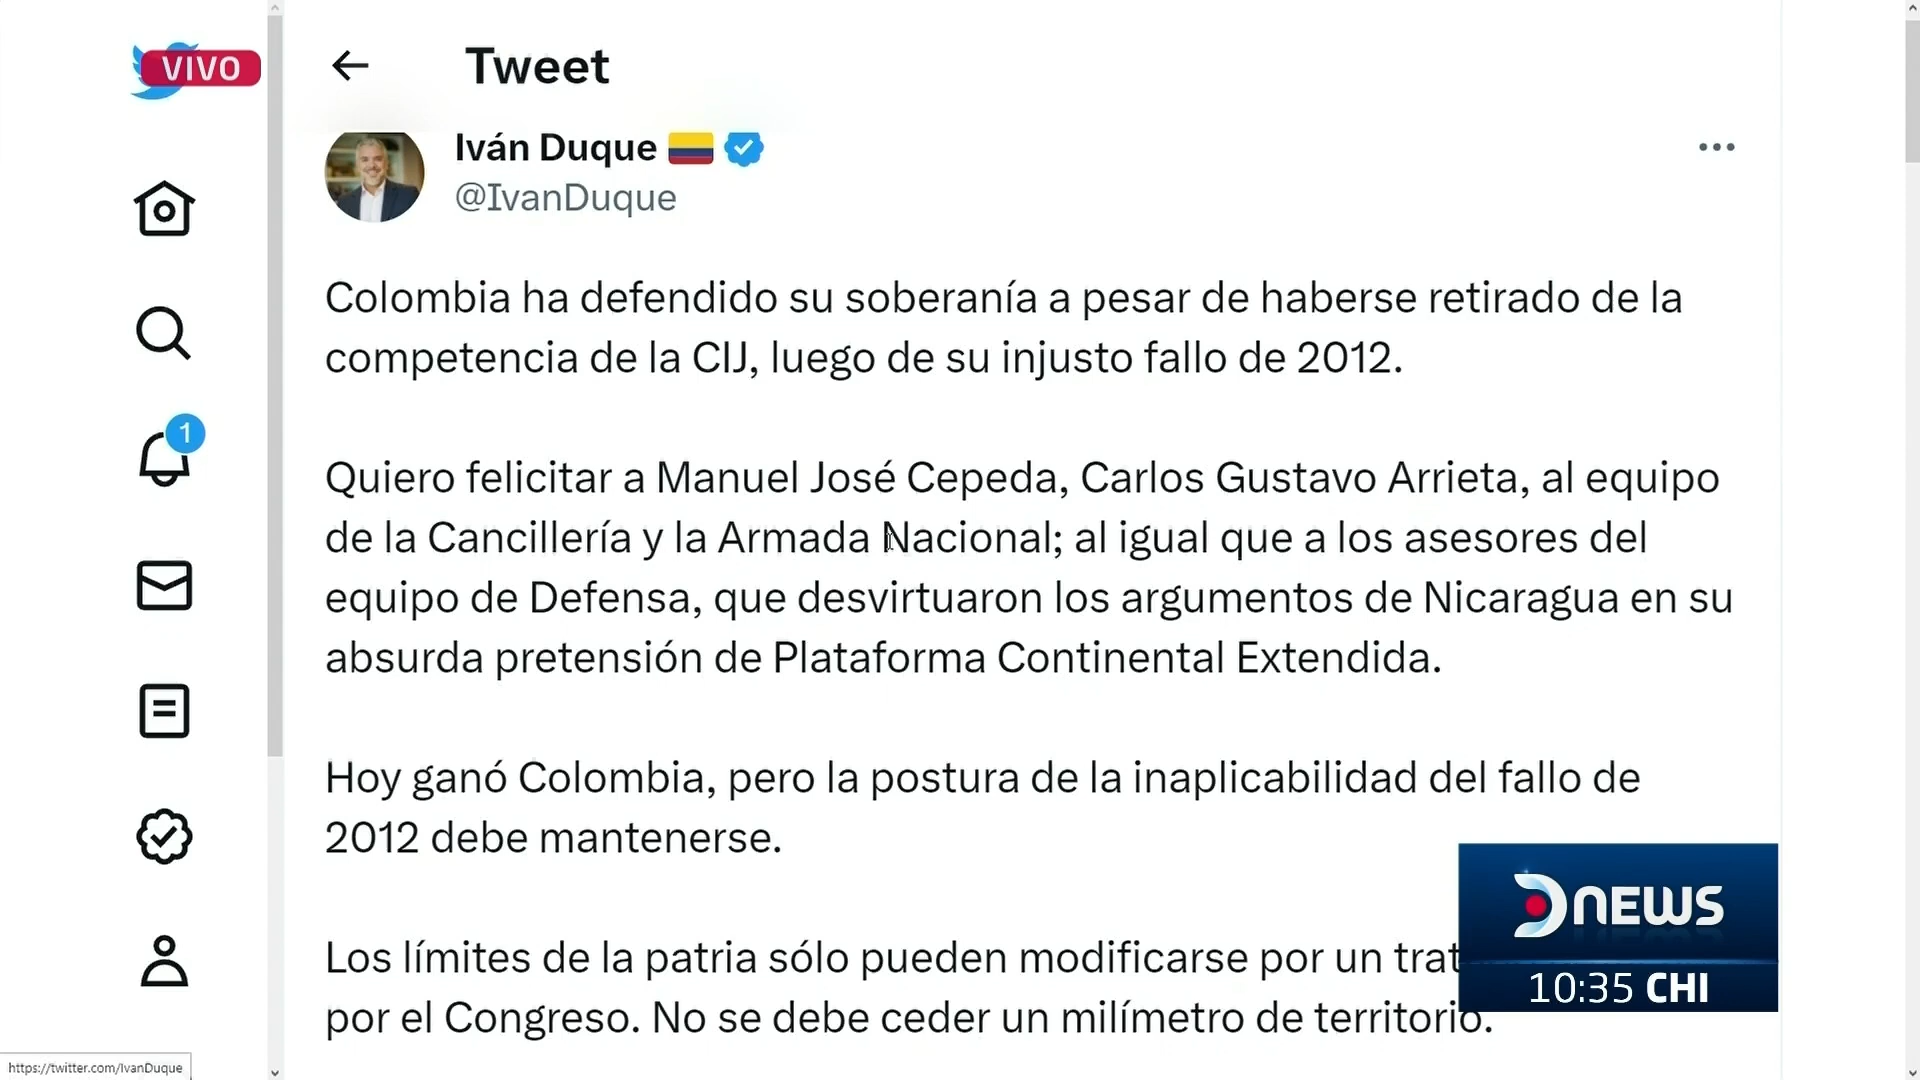 VIVO
Tweet
Iván Duque
@IvanDuque
Colombia ha defendido su soberanía a pesar de haberse retirado de la
competencia de la CIJ, luego de su injusto fallo de 2012.
Quiero felicitar a Manuel José Cepeda, Carlos Gustavo Arrieta, al equipo
de la Cancillería y la Armada Nacional; al igual que a los asesores del
equipo de Defensa, que desvirtuaron los argumentos de Nicaragua en su
absurda pretensión de Plataforma Continental Extendida.
Hoy ganó Colombia, pero la postura de la inaplicabilidad del fallo de
2012 debe mantenerse.
Los límites de la patria sólo pueden modificarse por un
por el Congreso. No se debe ceder un milímetro de territorio.
1
D NEWS
10:35 CHI
https://twitter.com/IvanDuque